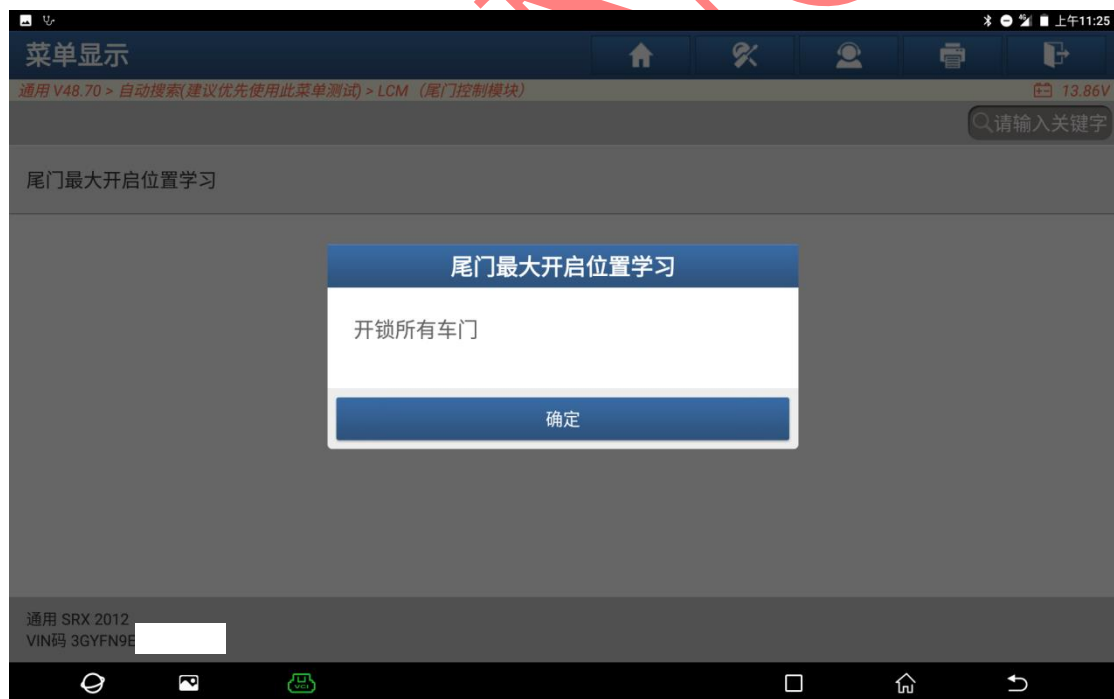 上午11:25
菜单显示
通用 V48.70 > 自动搜索(建议优先使用此菜单测试) > LCM（尾门控制模块）
13.86V
请输入关键字
尾门最大开启位置学习
尾门最大开启位置学习
开锁所有车门
确定
通用 SRX 2012
VIN码 3GYFN9E
VCI